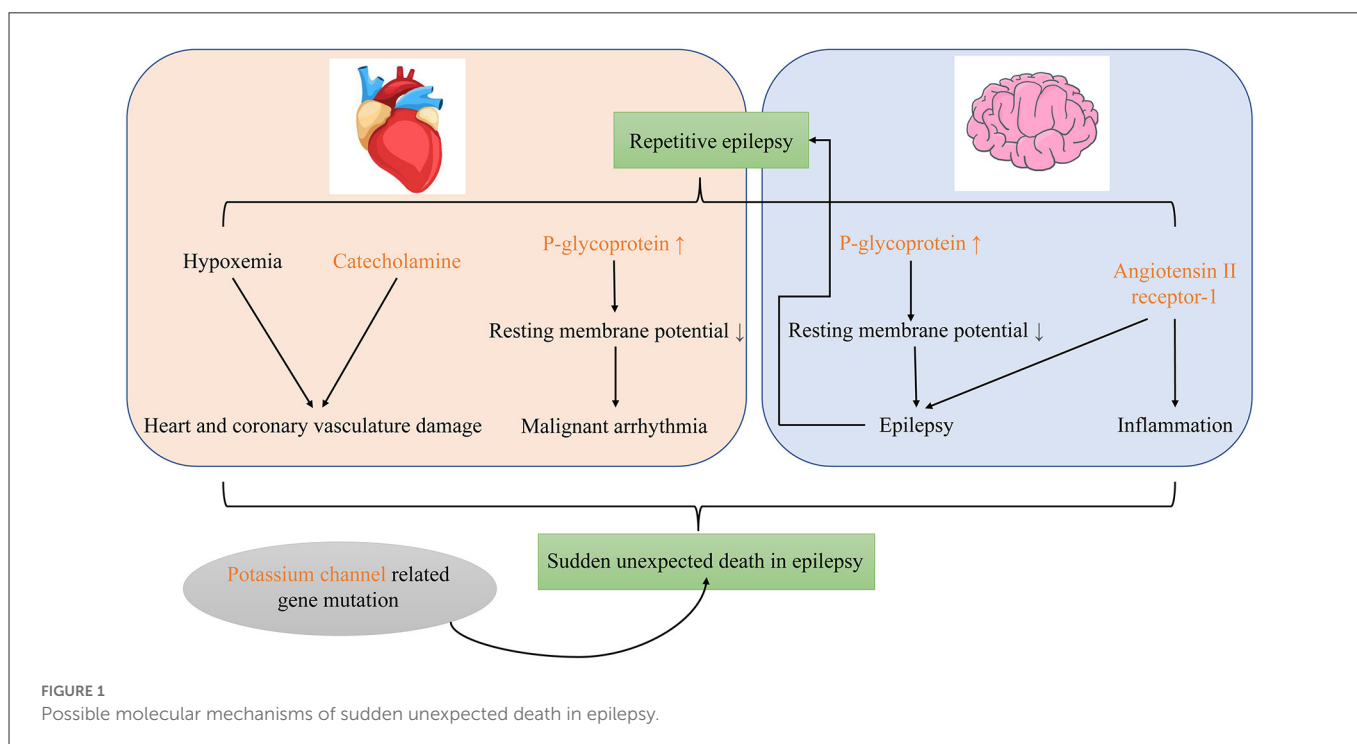 Repetitive epilepsy
Hypoxemia
Catecholamine
P-glycoprotein ↑
Resting membrane potential ↓
Heart and coronary vasculature damage
Malignant arrhythmia
P-glycoprotein ↑
Angiotensin II
receptor-1
Resting membrane potential ↓
Epilepsy
Inflammation
Sudden unexpected death in epilepsy
Potassium channel related
gene mutation
FIGURE 1
Possible molecular mechanisms of sudden unexpected death in epilepsy.